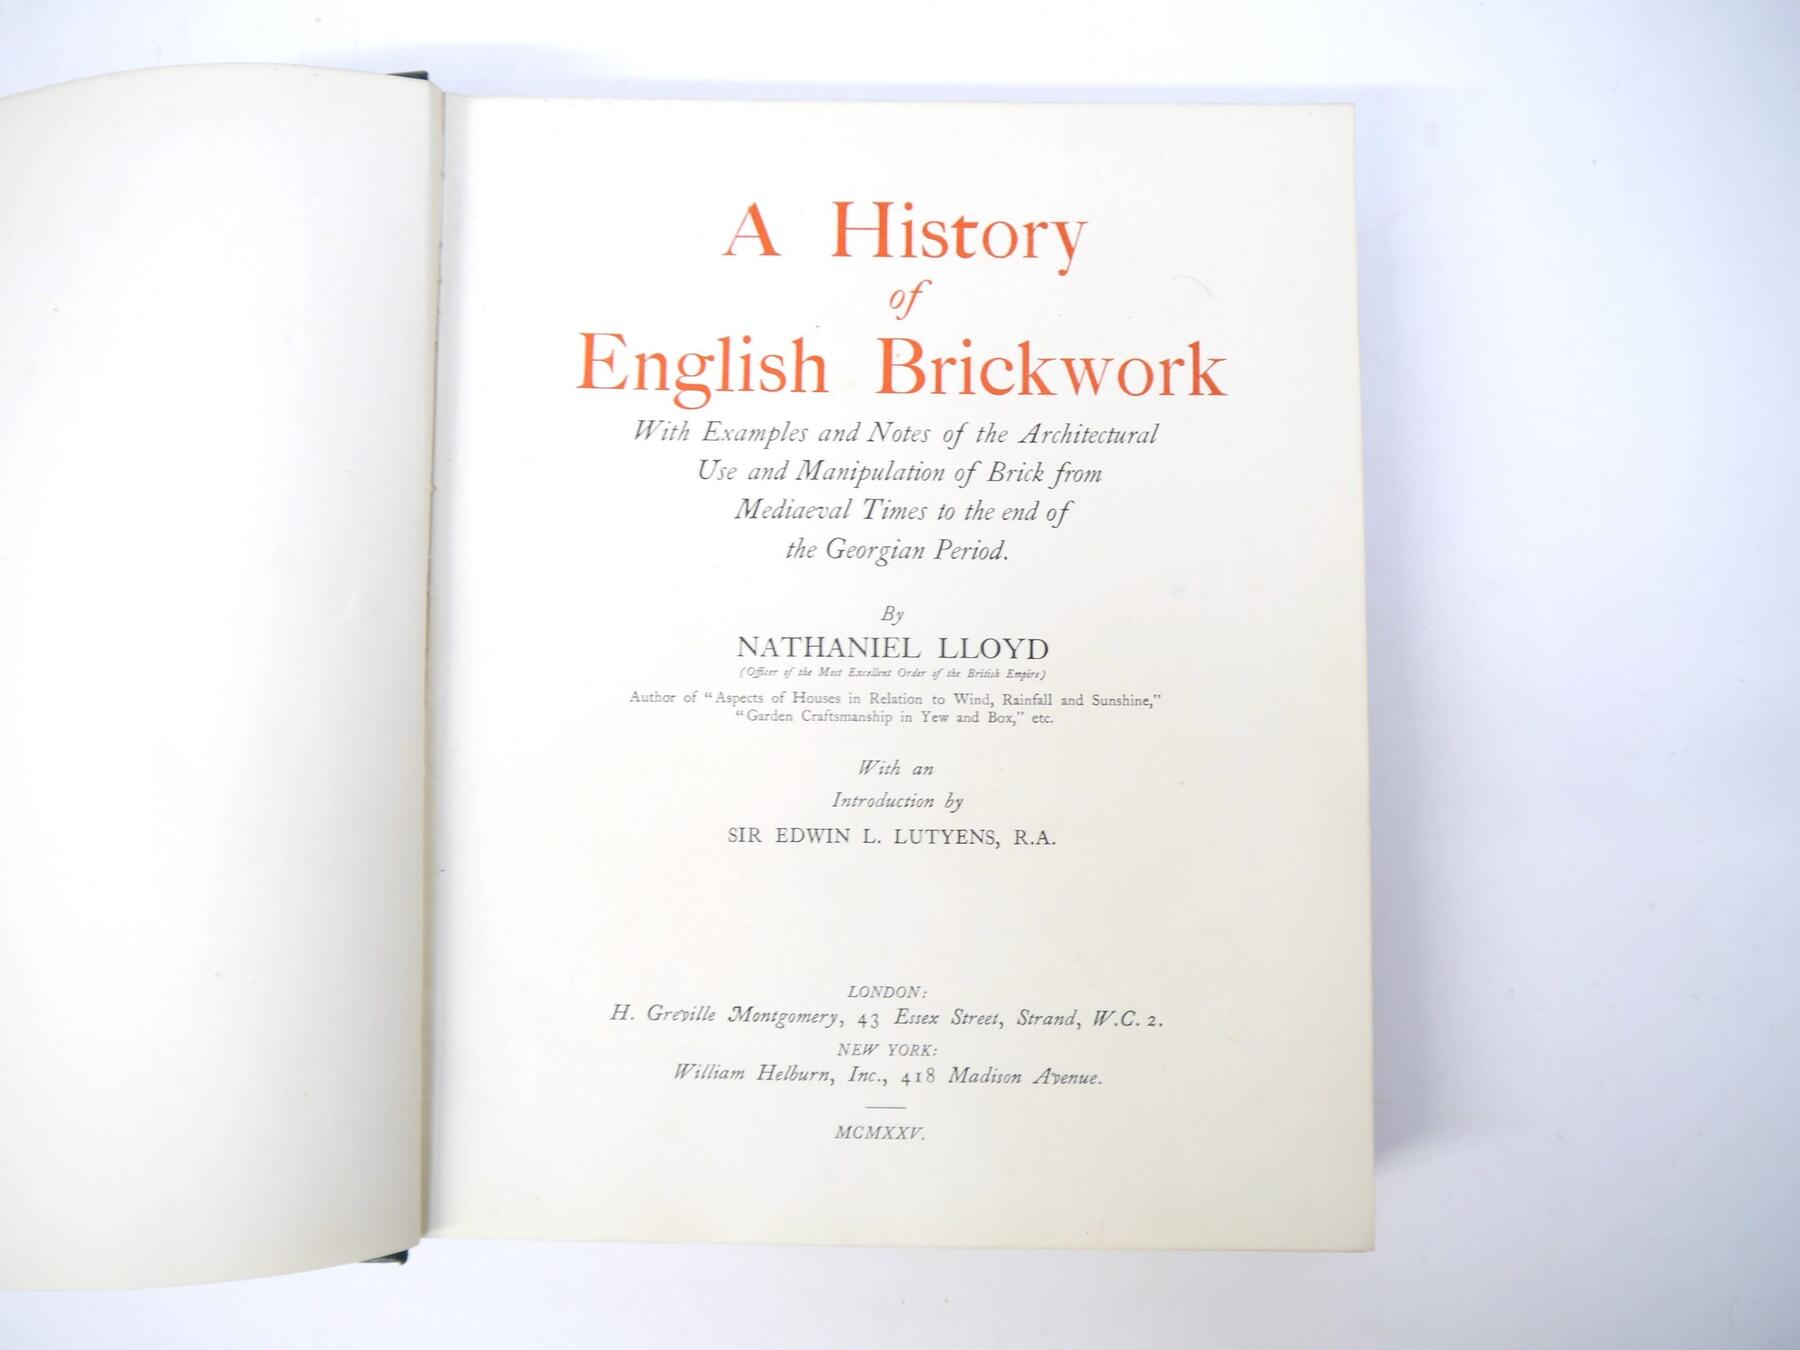 A History
of
English Brickwork
With Examples and Notes of the Architectural
Use and Manipulation of Brick from
Mediaeval Times to the end of
the Georgian Period.
By
NATHANIEL LLOYD
(Officer of the Most Excellent Order of the British Empire)
Author of "Aspects of Houses in Relation to Wind, Rainfall and Sunshine,"
"Garden Craftsmanship in Yew and Box," etc.
With an
Introduction by
SIR EDWIN L. LUTYENS, R.A.
LONDON:
H. Greville Montgomery, 43 Essex Street, Strand, W.C. 2.
NEW YORK:
William Helburn, Inc., 418 Madison Avenue.
MCMXXV.